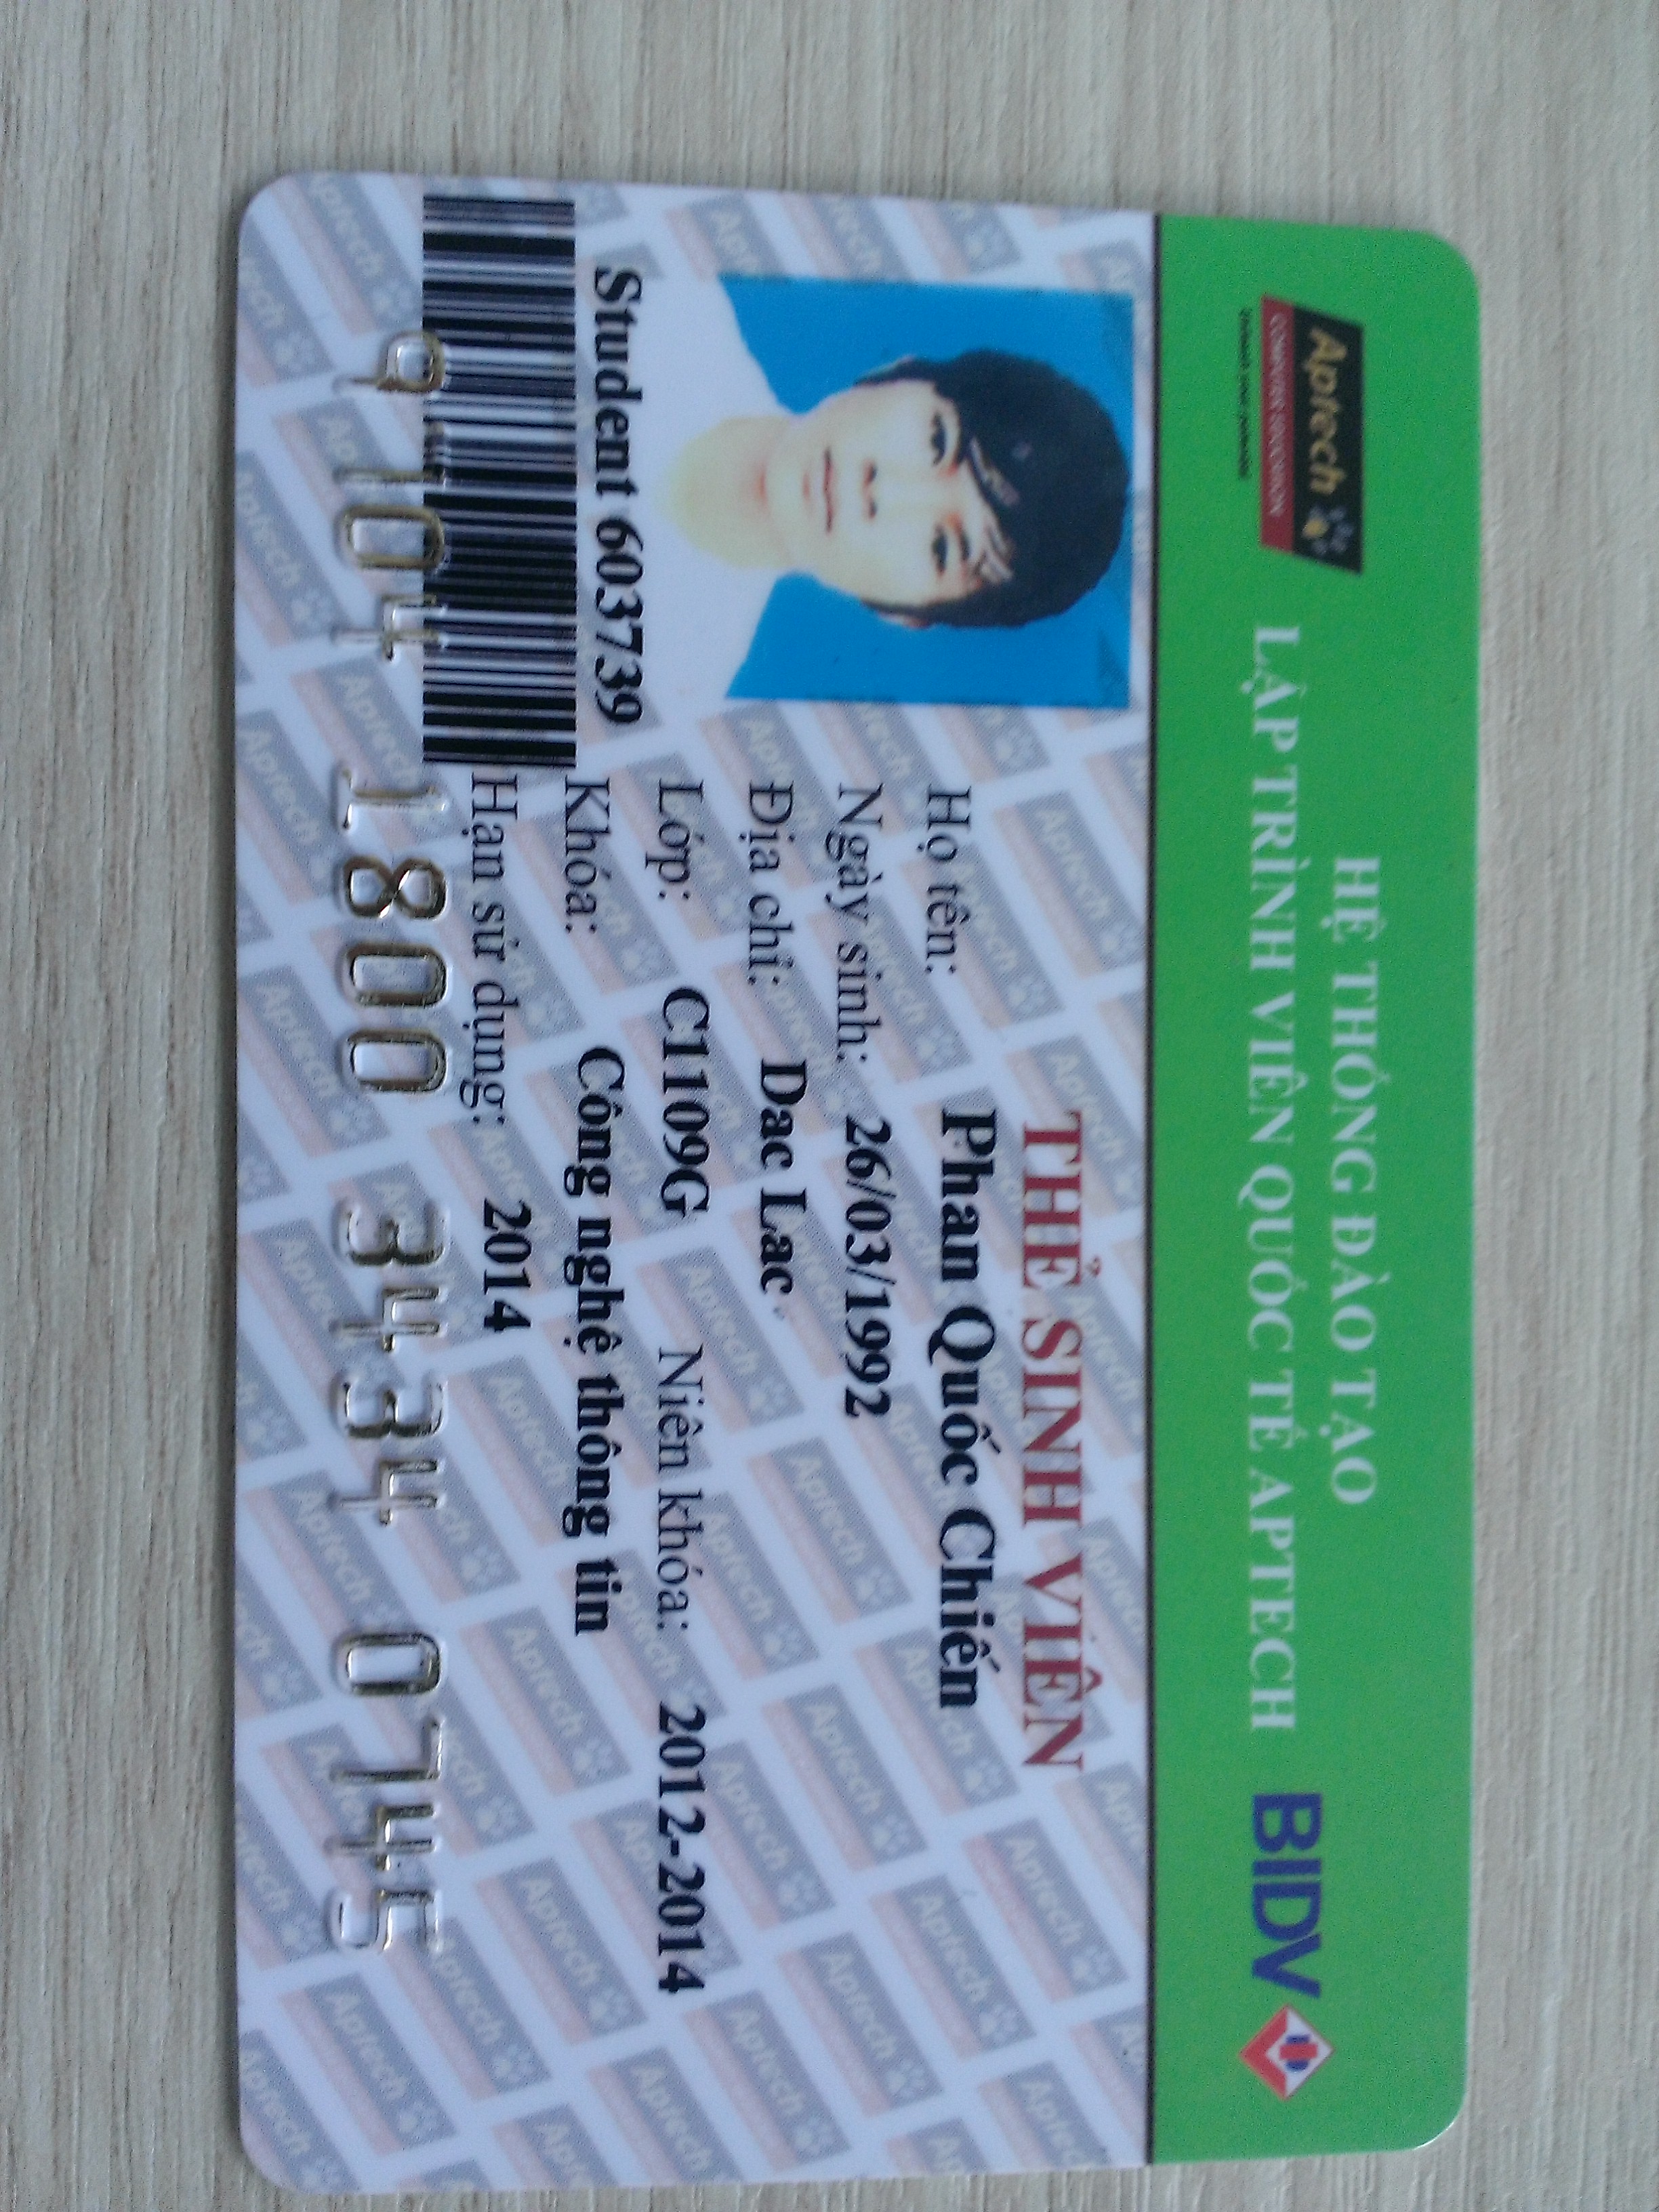 Aptech
COMPUTER EDUCATION
HỆ THỐNG ĐÀO TẠO
LẬP TRÌNH VIÊN QUỐC TẾ APTECH
BIDV
THẺ SINH VIÊN
Họ tên: Phan Quốc Chiến
Ngày sinh: 26/03/1992
Địa chỉ: Dac Lac
Lớp: C1109G Niên khóa: 2012-2014
Khóa: Công nghệ thông tin
Hạn sử dụng: 2014
Student 603739
9704 1800 3434 0745